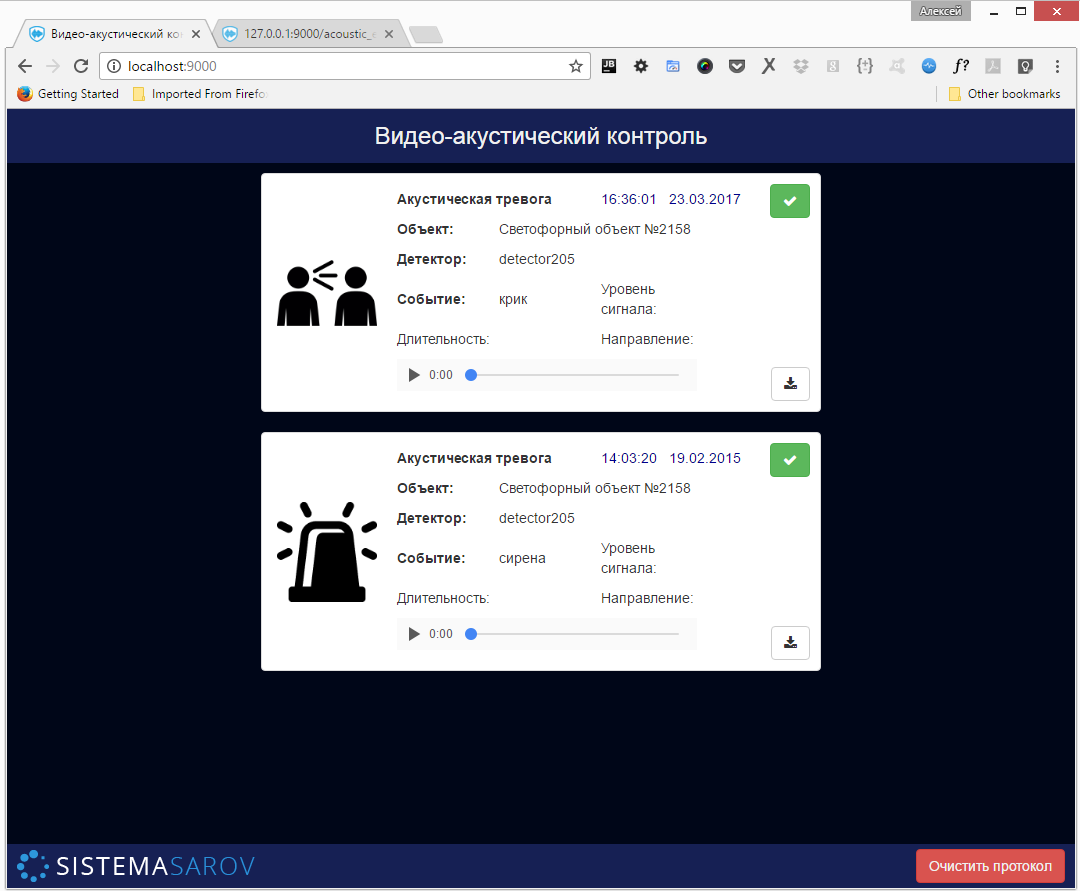 Алексей
Видео-акустический ко
127.0.0.1:9000/acoustic_e
localhost:9000
JB
f?
Getting Started
Imported From Firefo
Other bookmarks
Видео-акустический контроль
Акустическая тревога 16:36:01 23.03.2017
Объект: Светофорный объект №2158
Детектор: detector205
Событие: крик Уровень
сигнала:
Длительность: Направление:
0:00
Акустическая тревога 14:03:20 19.02.2015
Объект: Светофорный объект №2158
Детектор: detector205
Событие: сирена Уровень
сигнала:
Длительность: Направление:
0:00
SISTEMASAROV
Очистить протокол